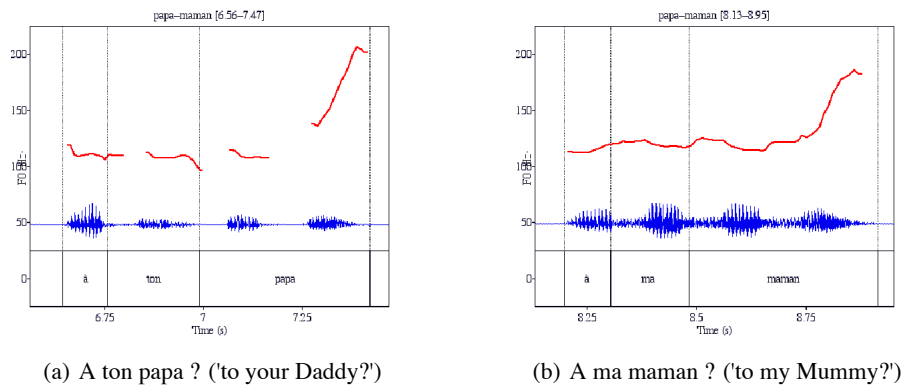 papa-maman [6.56-7.47]
200
150
100
50
0
F0 Hz
à
ton
papa
6.75
7
7.25
Time (s)
(a) A ton papa ? ('to your Daddy?')
papa-maman [8.13-8.95]
200
150
100
50
0
F0 Hz
à
ma
maman
8.25
8.5
8.75
Time (s)
(b) A ma maman ? ('to my Mummy?')